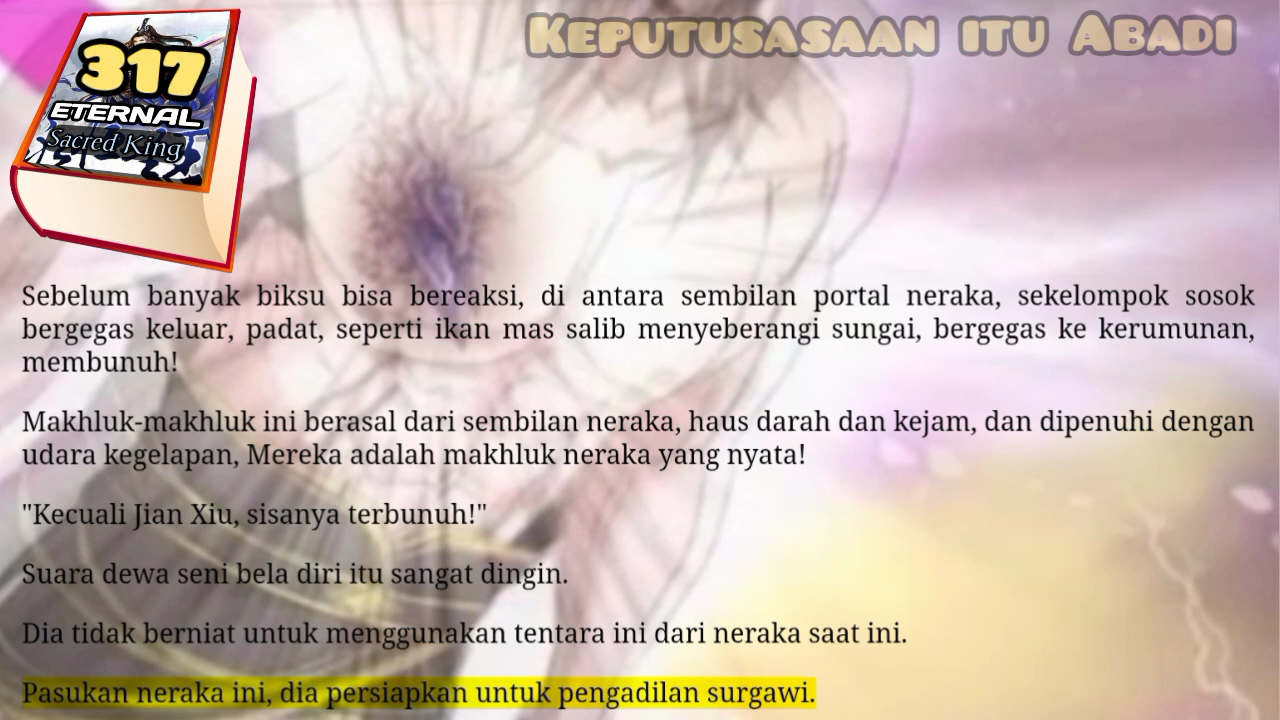 Keputusasaan itu Abadi
317
ETERNAL
Sacred King
Sebelum banyak biksu bisa bereaksi, di antara sembilan portal neraka, sekelompok sosok
bergegas keluar, padat, seperti ikan mas salib menyeberangi sungai, bergegas ke kerumunan,
membunuh!
Makhluk-makhluk ini berasal dari sembilan neraka, haus darah dan kejam, dan dipenuhi dengan
udara kegelapan, Mereka adalah makhluk neraka yang nyata!
"Kecuali Jian Xiu, sisanya terbunuh!"
Suara dewa seni bela diri itu sangat dingin.
Dia tidak berniat untuk menggunakan tentara ini dari neraka saat ini.
Pasukan neraka ini, dia persiapkan untuk pengadilan surgawi.